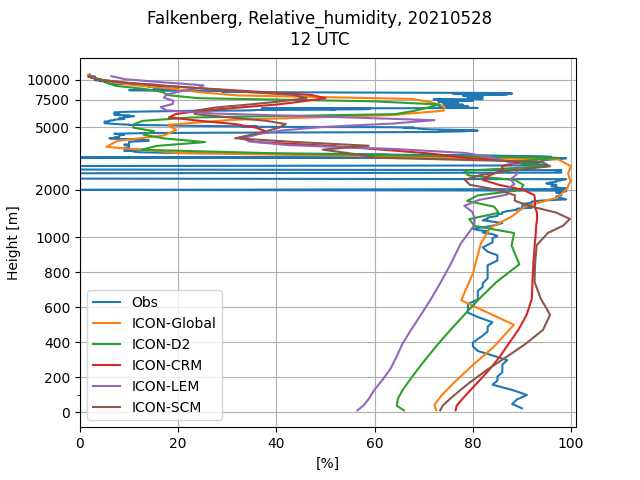 Falkenberg, Relative_humidity, 20210528
12 UTC
10000
7500
5000
2000
1000
800
600
400
200
0
Height [m]
Obs
ICON-Global
ICON-D2
ICON-CRM
ICON-LEM
ICON-SCM
0 20 40 60 80 100
[%]